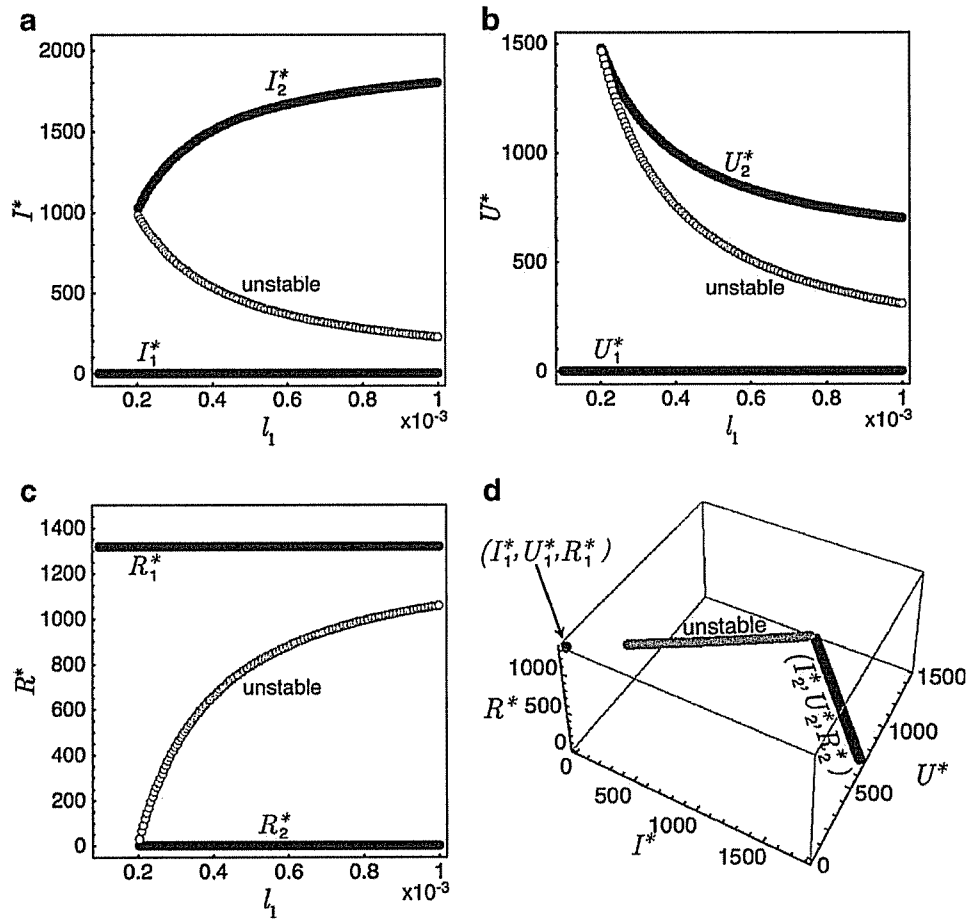 a
2000
1500
1000
500
0
I*
I₂*
unstable
I₁*
0.2 0.4 0.6 0.8 1
x10⁻³
l₁
b
1500
1000
500
0
U*
U₂*
unstable
U₁*
0.2 0.4 0.6 0.8 1
x10⁻³
l₁
c
1400
1200
1000
800
600
400
200
0
R*
R₁*
unstable
R₂*
0.2 0.4 0.6 0.8 1
x10⁻³
l₁
d
(I₁*, U₁*, R₁*)
unstable
(I₂*, U₂*, R₂*)
1000
500
0
R*
0
500
1000
1500
I*
0
500
1000
1500
U*